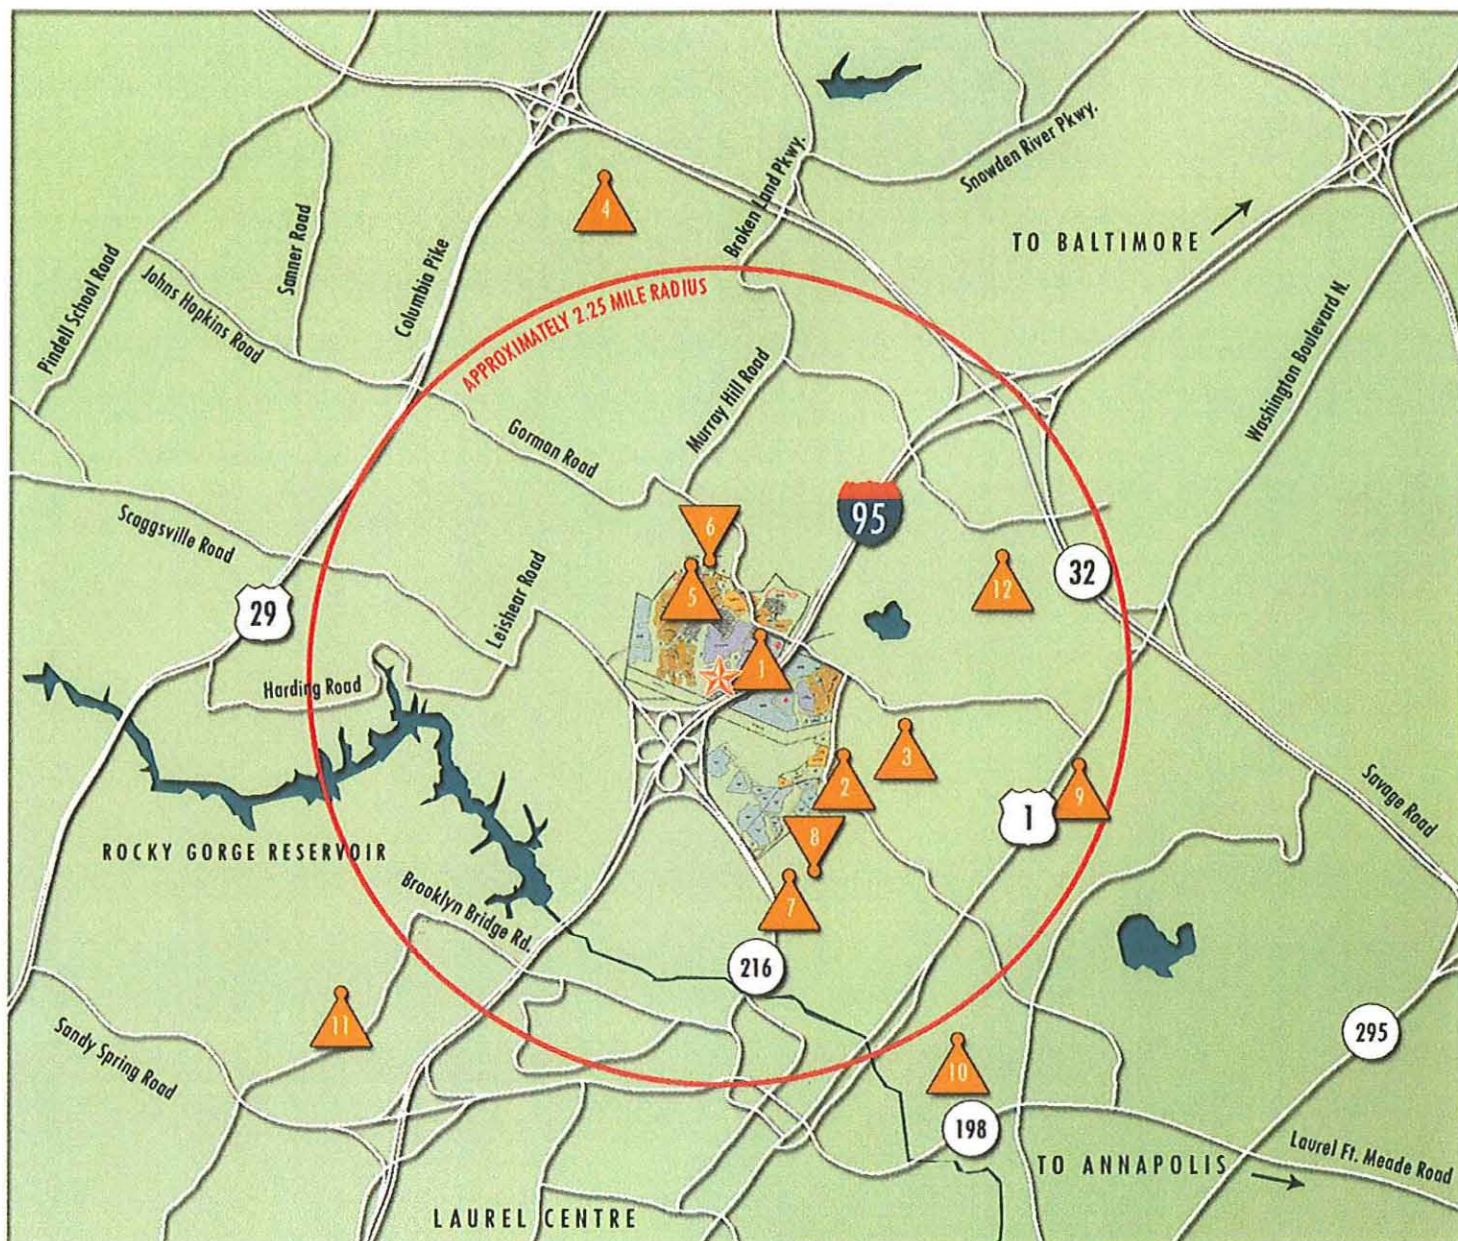 Snowden River Pkwy.
Broken Land Pkwy.
4
TO BALTIMORE
Sanner Road
Pindell School Road
Johns Hopkins Road
Columbia Pike
APPROXIMATELY 2.25 MILE RADIUS
Washington Boulevard N.
Murray Hill Road
Gorman Road
Scaggsville Road
6
95
Leishear Road
5
12
32
29
1
Harding Road
3
2
9
1
Savage Road
8
ROCKY GORGE RESERVOIR
Brooklyn Bridge Rd.
7
216
11
Sandy Spring Road
295
10
198
Laurel Ft. Meade Road
TO ANNAPOLIS
LAUREL CENTRE